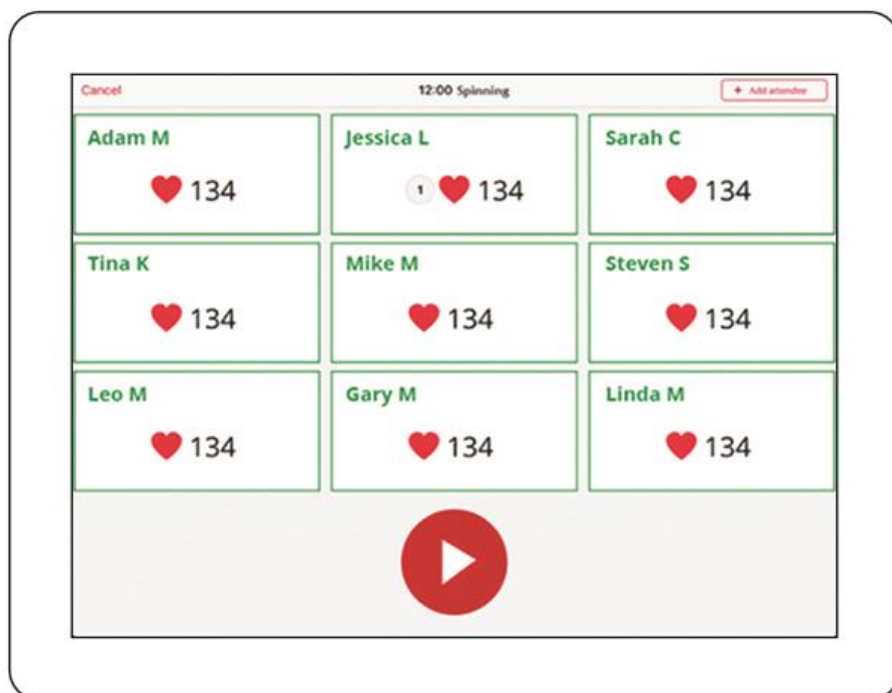 Cancel 12:00 Spinning + Add attendee
Adam M Jessica L Sarah C
134 1 134 134
Tina K Mike M Steven S
134 134 134
Leo M Gary M Linda M
134 134 134